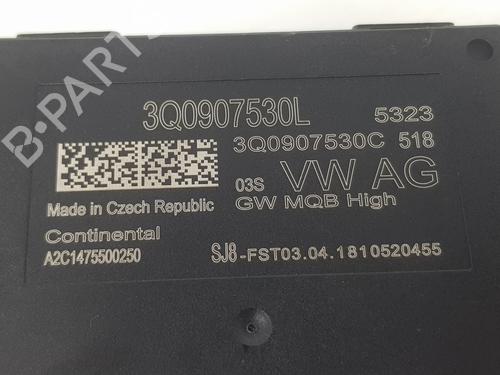 B-PARTS
3Q0907530L 5323
3Q0907530C 518
03S VW AG
Made in Czech Republic GW MQB High
Continental
A2C1475500250 SJ8-FST03.04.1810520455